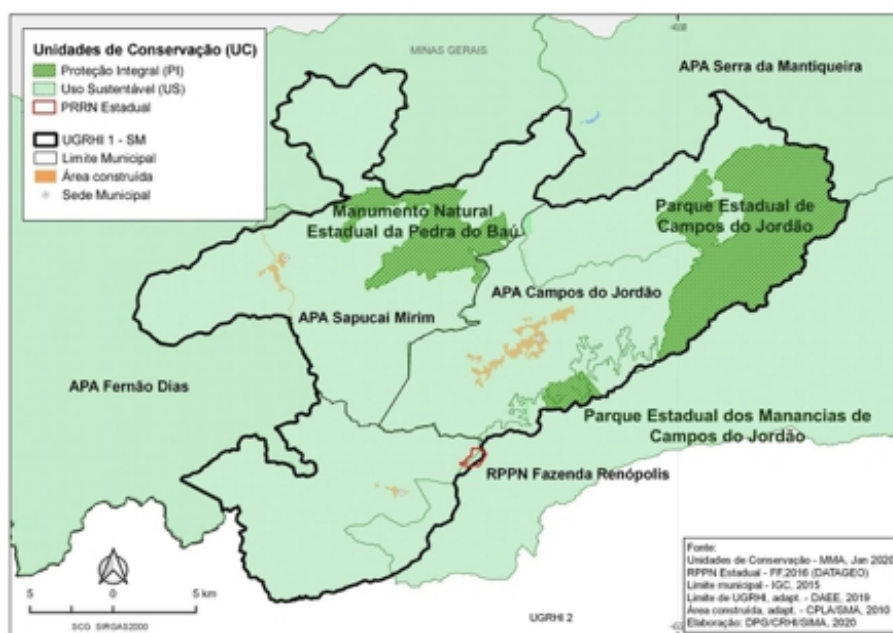 Unidades de Conservação (UC)
Proteção Integral (PI)
Uso Sustentável (US)
PRRN Estadual
UGRHI 1 - SM
Limite Municipal
Área construída
Sede Municipal
MINAS GERAIS
APA Serra da Mantiqueira
Manumento Natural
Estadual da Pedra do Baú
Parque Estadual de
Campos do Jordão
APA Campos do Jordão
APA Sapucai Mirim
APA Fernão Dias
Parque Estadual dos Manancias de
Campos do Jordão
RPPN Fazenda Renópolis
5 0 5 km
SCG SIRGAS2000
UGRHI 2
Fonte:
Unidades de Conservação - MMA, Jan 2020
RPPN Estadual - FF,2016 (DATAGEO)
Limite municipal - IGC, 2015
Limite de UGRHI, adapt. - DAEE, 2019
Área construída, adapt. - CPLA/SMA, 2010
Elaboração: DPG/CRHI/SIMA, 2020